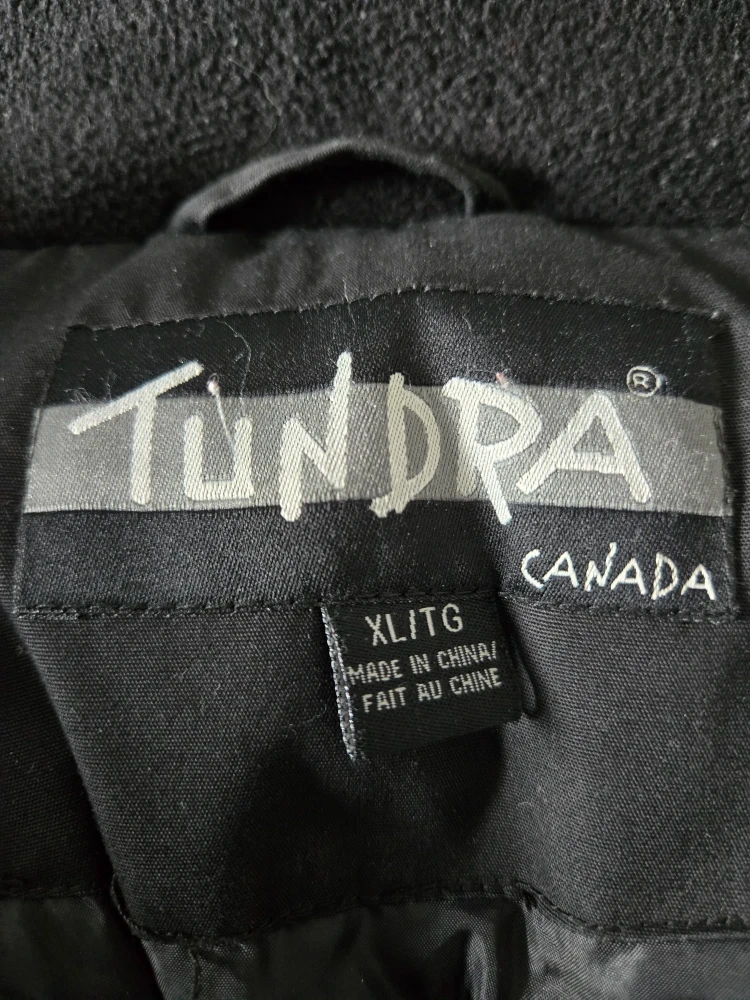 TUNDRA®
CANADA
XL/TG
MADE IN CHINA/
FAIT AU CHINE